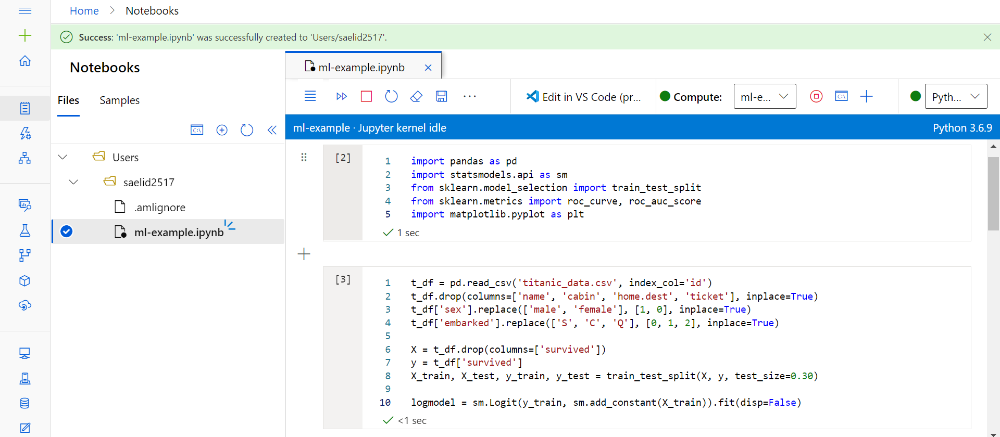 Home > Notebooks
Success: 'ml-example.ipynb' was successfully created to 'Users/saelid2517'.
Notebooks
Files Samples
Users
saelid2517
.amlignore
ml-example.ipynb
ml-example.ipynb
Edit in VS Code (pr... Compute: ml-e... Pyth...
ml-example · Jupyter kernel idle Python 3.6.9
[2]
1 import pandas as pd
2 import statsmodels.api as sm
3 from sklearn.model_selection import train_test_split
4 from sklearn.metrics import roc_curve, roc_auc_score
5 import matplotlib.pyplot as plt
1 sec
[3]
1 t_df = pd.read_csv('titanic_data.csv', index_col='id')
2 t_df.drop(columns=['name', 'cabin', 'home.dest', 'ticket'], inplace=True)
3 t_df['sex'].replace(['male', 'female'], [1, 0], inplace=True)
4 t_df['embarked'].replace(['S', 'C', 'Q'], [0, 1, 2], inplace=True)
5
6 X = t_df.drop(columns=['survived'])
7 y = t_df['survived']
8 X_train, X_test, y_train, y_test = train_test_split(X, y, test_size=0.30)
9
10 logmodel = sm.Logit(y_train, sm.add_constant(X_train)).fit(disp=False)
<1 sec